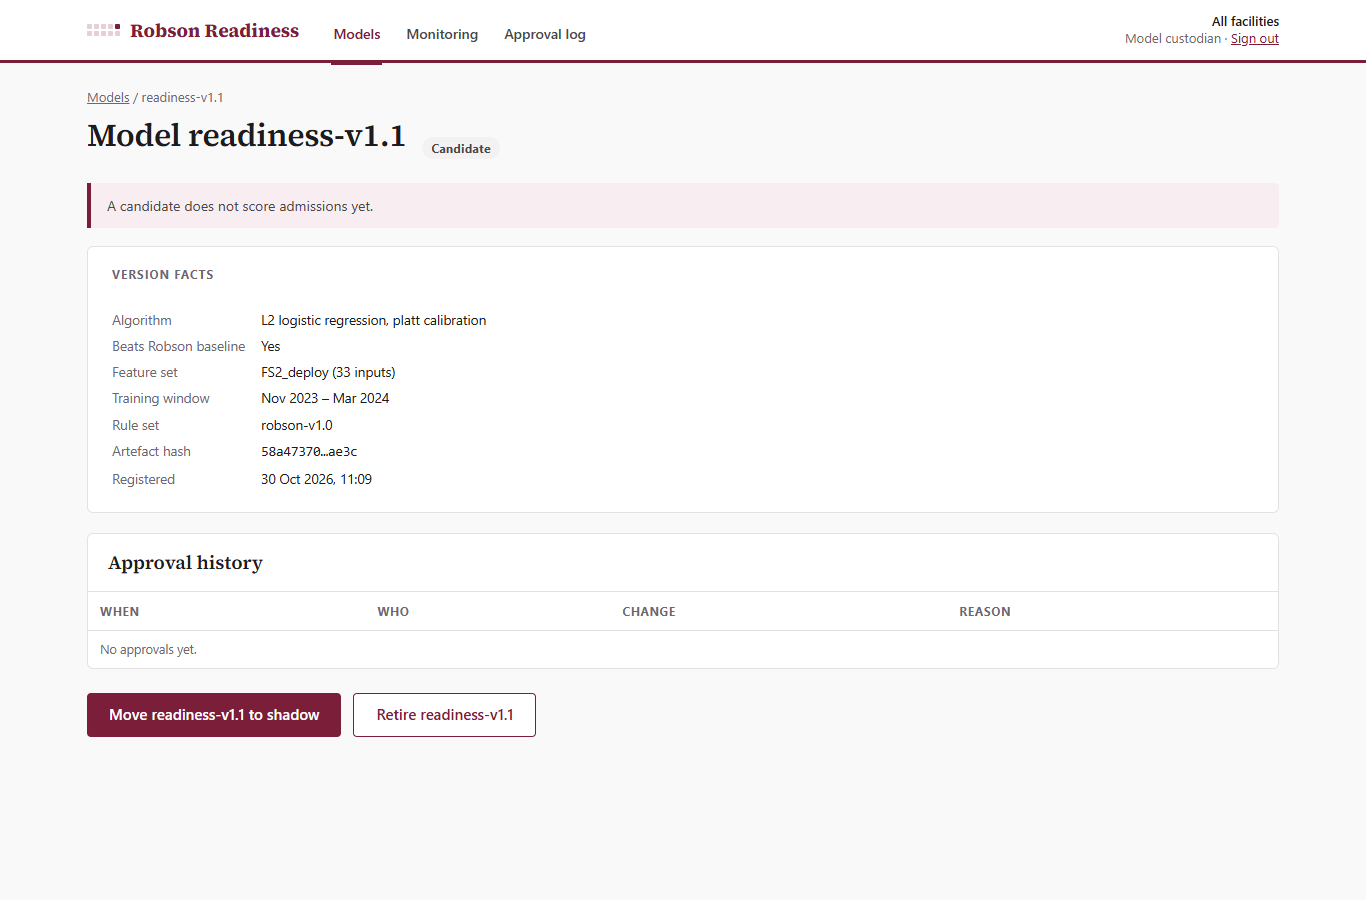 Robson Readiness
Models
Monitoring
Approval log
All facilities
Model custodian · Sign out
Models / readiness-v1.1
Model readiness-v1.1
Candidate
A candidate does not score admissions yet.
VERSION FACTS
Algorithm L2 logistic regression, platt calibration
Beats Robson baseline Yes
Feature set FS2_deploy (33 inputs)
Training window Nov 2023 – Mar 2024
Rule set robson-v1.0
Artefact hash 58a47370…ae3c
Registered 30 Oct 2026, 11:09
Approval history
WHEN WHO CHANGE REASON
No approvals yet.
Move readiness-v1.1 to shadow
Retire readiness-v1.1